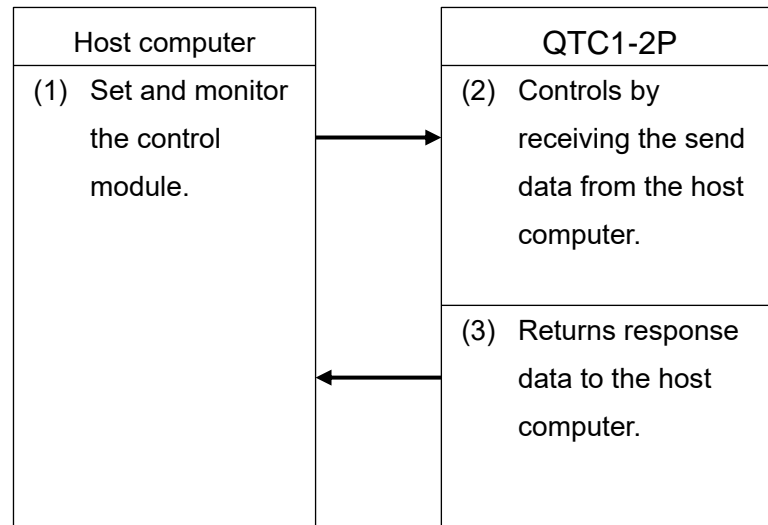 Host computer
(1) Set and monitor
the control
module.
QTC1-2P
(2) Controls by
receiving the send
data from the host
computer.
(3) Returns response
data to the host
computer.